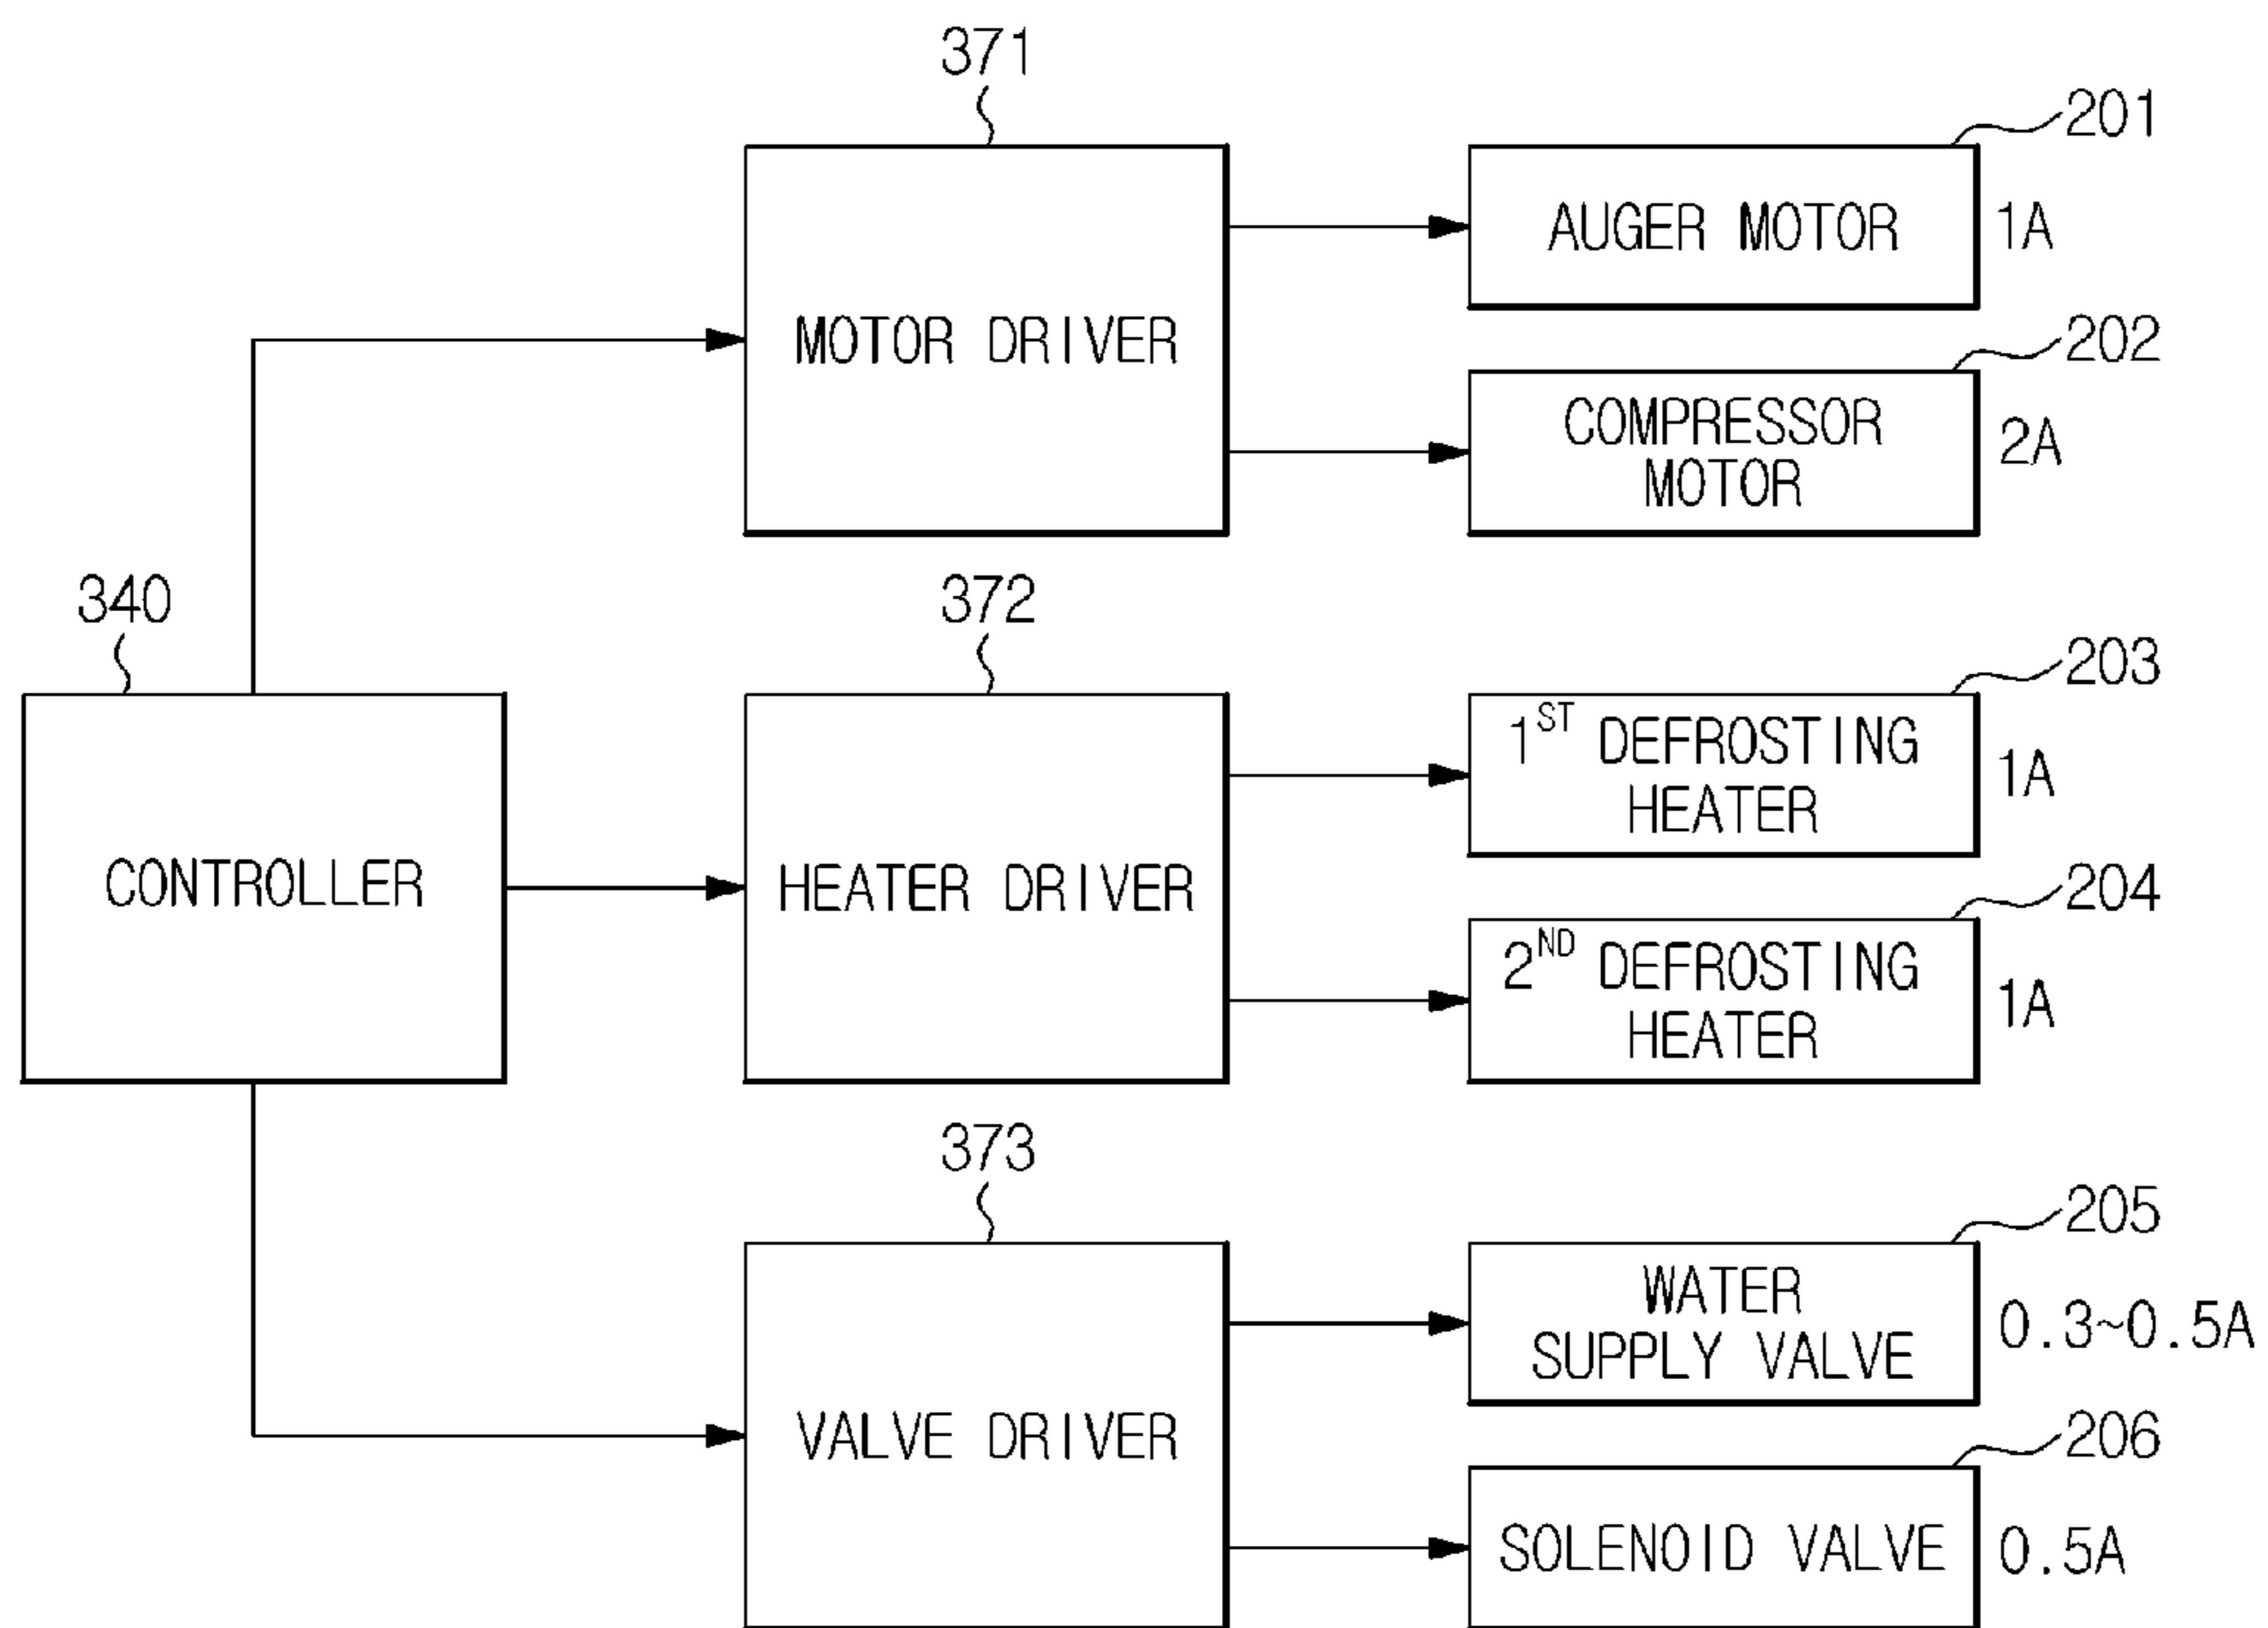 371
201
AUGER MOTOR 1A
MOTOR DRIVER
202
COMPRESSOR
MOTOR
2A
340
CONTROLLER
372
HEATER DRIVER
203
1ST DEFROSTING
HEATER
1A
204
2ND DEFROSTING
HEATER
1A
373
VALVE DRIVER
205
WATER
SUPPLY VALVE
0.3~0.5A
206
SOLENOID VALVE 0.5A